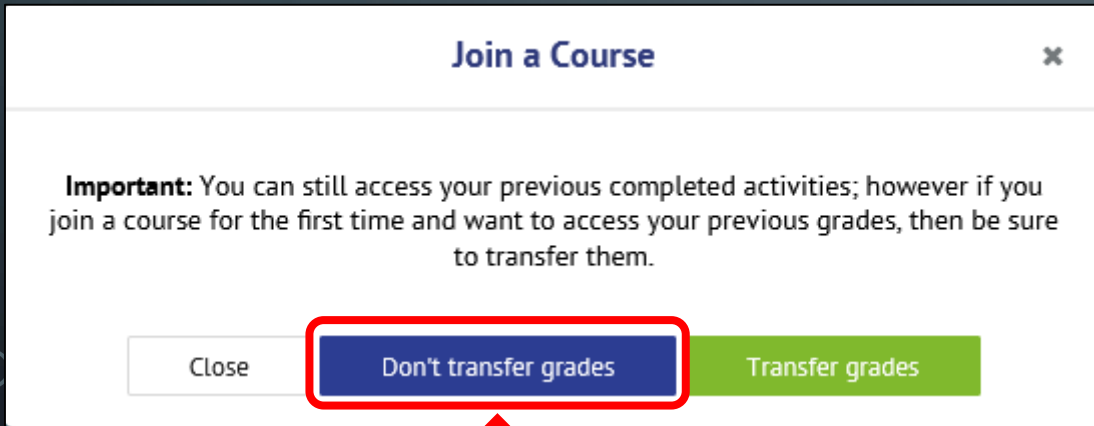 Join a Course
Important: You can still access your previous completed activities; however if you
join a course for the first time and want to access your previous grades, then be sure
to transfer them.
Close
Don't transfer grades
Transfer grades